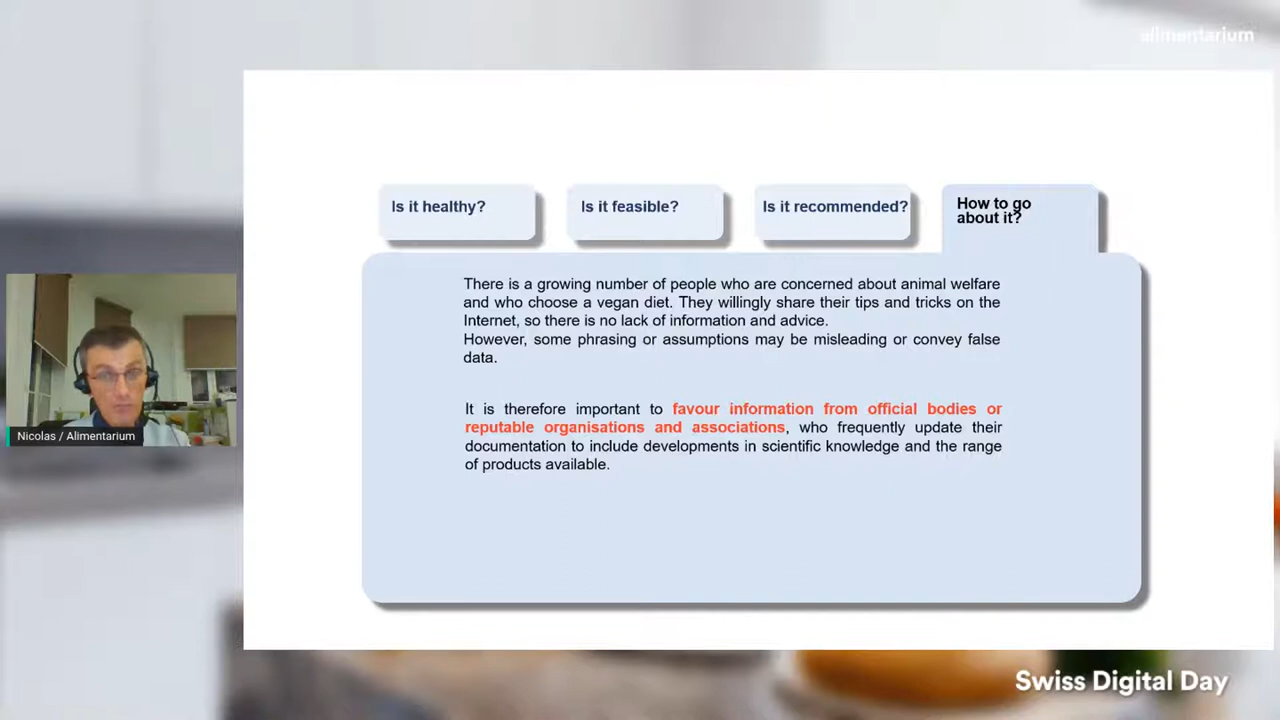 alimentarium
Is it healthy?
Is it feasible?
Is it recommended?
How to go
about it?
There is a growing number of people who are concerned about animal welfare
and who choose a vegan diet. They willingly share their tips and tricks on the
Internet, so there is no lack of information and advice.
However, some phrasing or assumptions may be misleading or convey false
data.
It is therefore important to favour information from official bodies or
reputable organisations and associations, who frequently update their
documentation to include developments in scientific knowledge and the range
of products available.
Nicolas / Alimentarium
Swiss Digital Day